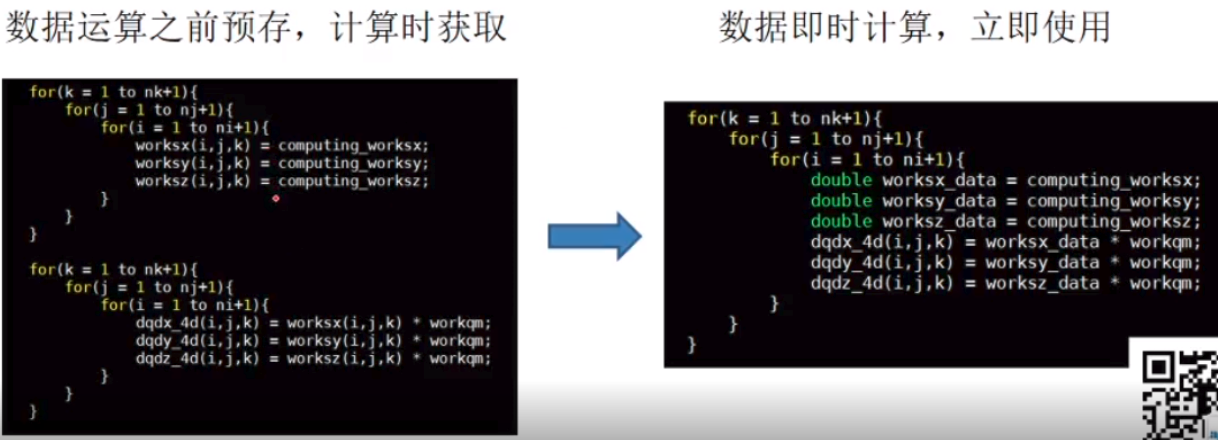 数据运算之前预存，计算时获取
for(k = 1 to nk+1){
for(j = 1 to nj+1){
for(i = 1 to ni+1){
worksx(i,j,k) = computing_worksx;
worksy(i,j,k) = computing_worksy;
worksz(i,j,k) = computing_worksz;
}
}
}
for(k = 1 to nk+1){
for(j = 1 to nj+1){
for(i = 1 to ni+1){
dqdx_4d(i,j,k) = worksx(i,j,k) * workqm;
dqdy_4d(i,j,k) = worksy(i,j,k) * workqm;
dqdz_4d(i,j,k) = worksz(i,j,k) * workqm;
}
}
}
数据即时计算，立即使用
for(k = 1 to nk+1){
for(j = 1 to nj+1){
for(i = 1 to ni+1){
double worksx_data = computing_worksx;
double worksy_data = computing_worksy;
double worksz_data = computing_worksz;
dqdx_4d(i,j,k) = worksx_data * workqm;
dqdy_4d(i,j,k) = worksy_data * workqm;
dqdz_4d(i,j,k) = worksz_data * workqm;
}
}
}